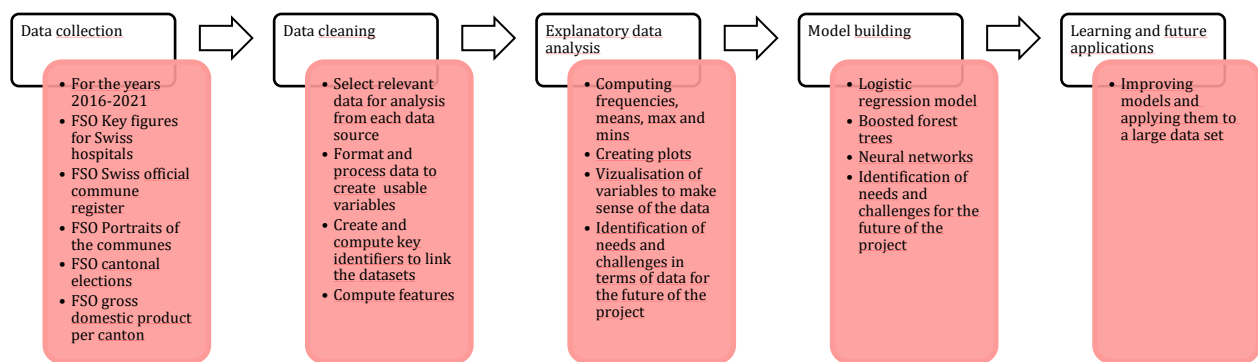 Data collection
• For the years
2016-2021
• FSO Key figures
for Swiss
hospitals
• FSO Swiss official
commune
register
• FSO Portraits of
the communes
• FSO cantonal
elections
• FSO gross
domestic product
per canton
Data cleaning
• Select relevant
data for analysis
from each data
source
• Format and
process data to
create usable
variables
• Create and
compute key
identifiers to link
the datasets
• Compute features
Explanatory data
analysis
• Computing
frequencies,
means, max and
mins
• Creating plots
• Vizualisation of
variables to make
sense of the data
• Identification of
needs and
challenges in
terms of data for
the future of the
project
Model building
• Logistic
regression model
• Boosted forest
trees
• Neural networks
• Identification of
needs and
challenges for the
future of the
project
Learning and future
applications
• Improving
models and
applying them to
a large data set